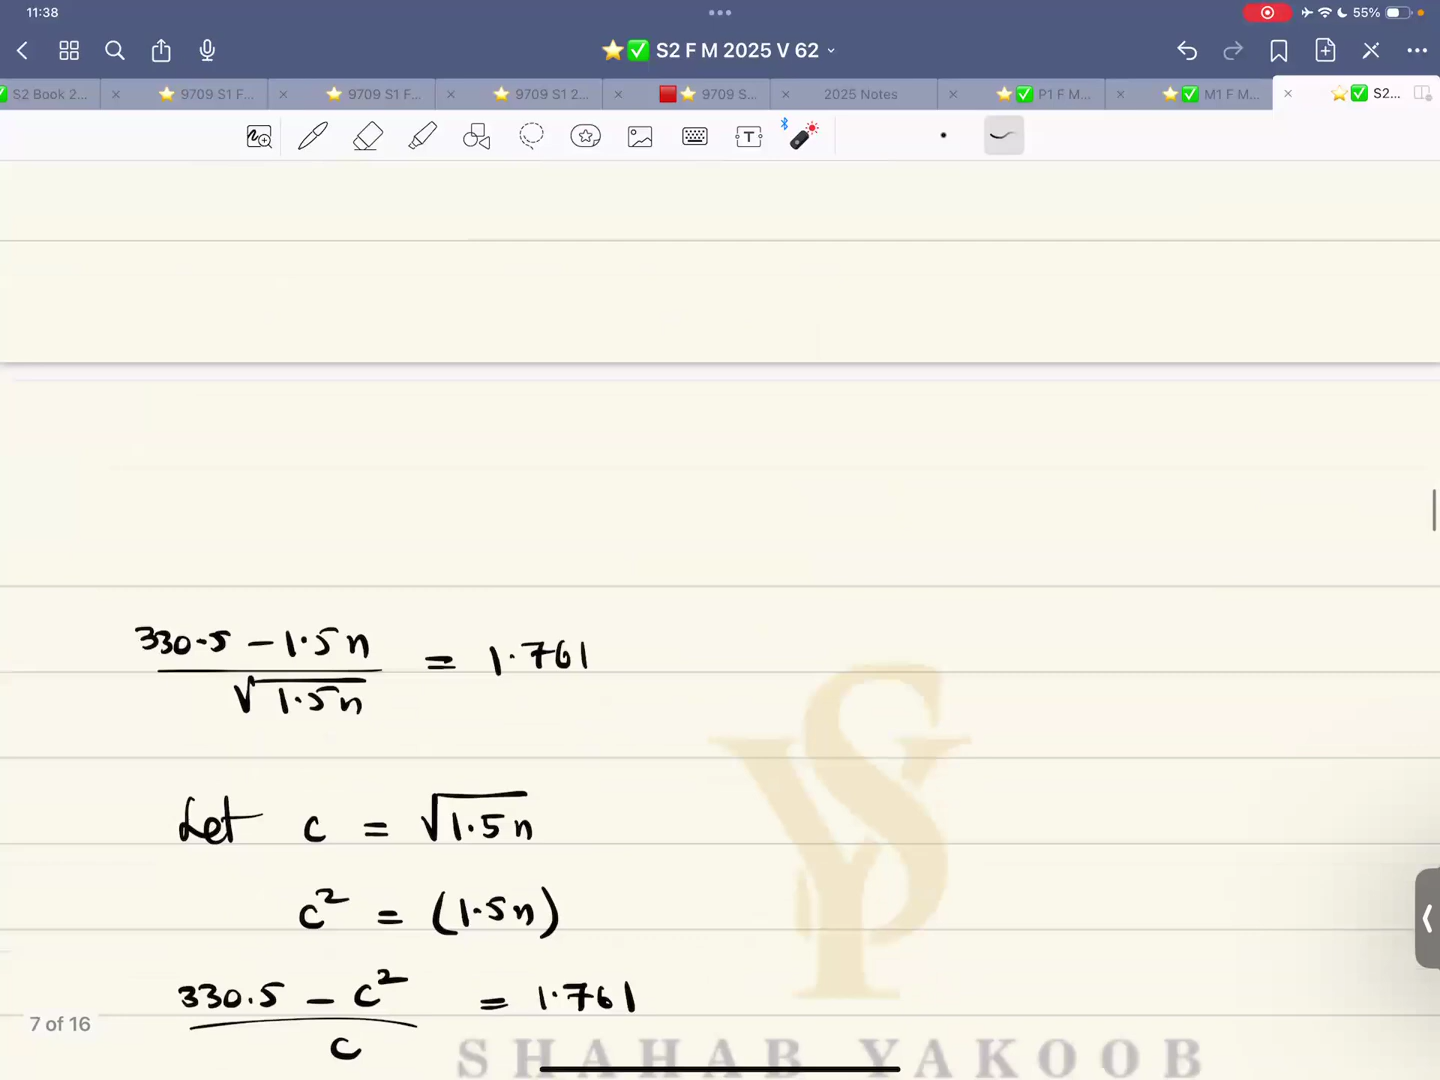 11:38
55%
⭐✅ S2 F M 2025 V 62
S2 Book 2...
⭐ 9709 S1 F...
⭐ 9709 S1 F...
⭐ 9709 S1 2...
🟥⭐ 9709 S...
2025 Notes
⭐✅ P1 F M...
⭐✅ M1 F M...
⭐✅ S2...
T
330.5 - 1.5n / √1.5n = 1.761
Let c = √1.5n
c² = (1.5n)
330.5 - c² / c = 1.761
7 of 16
SHAHAB YAKOOB